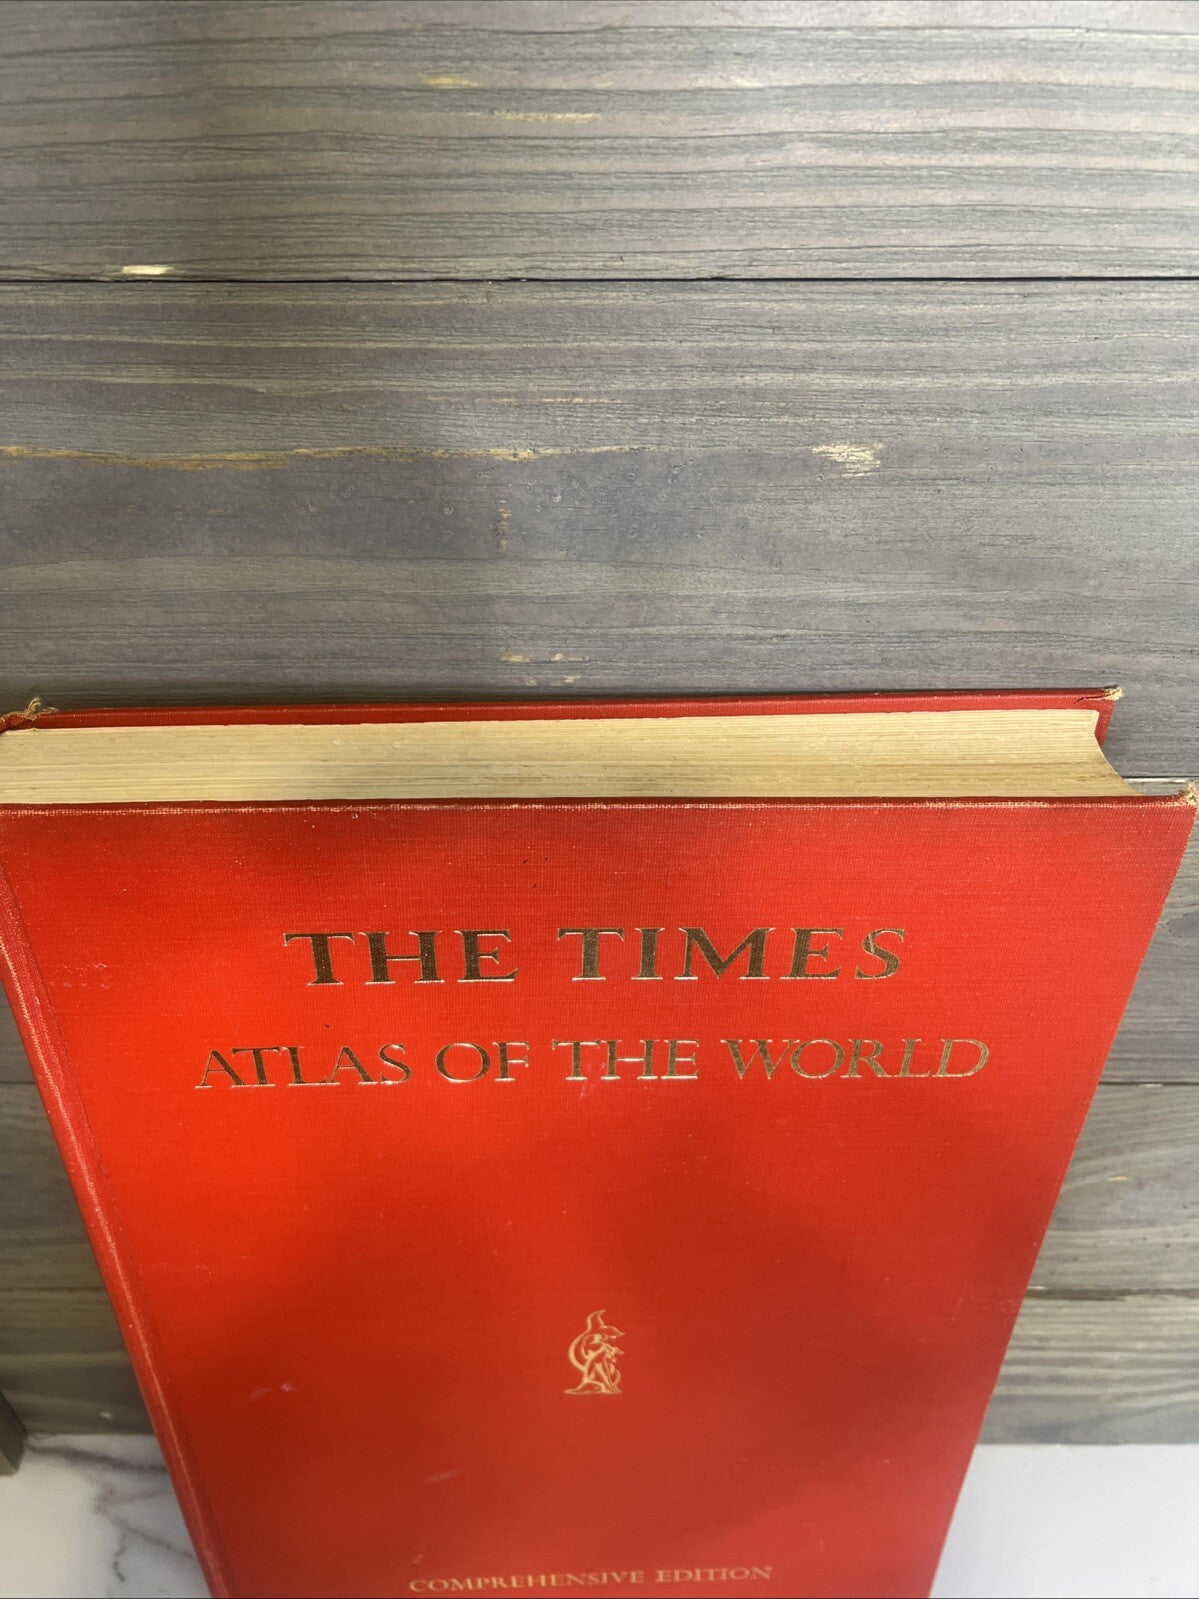 THE TIMES
ATLAS OF THE WORLD
COMPREHENSIVE EDITION